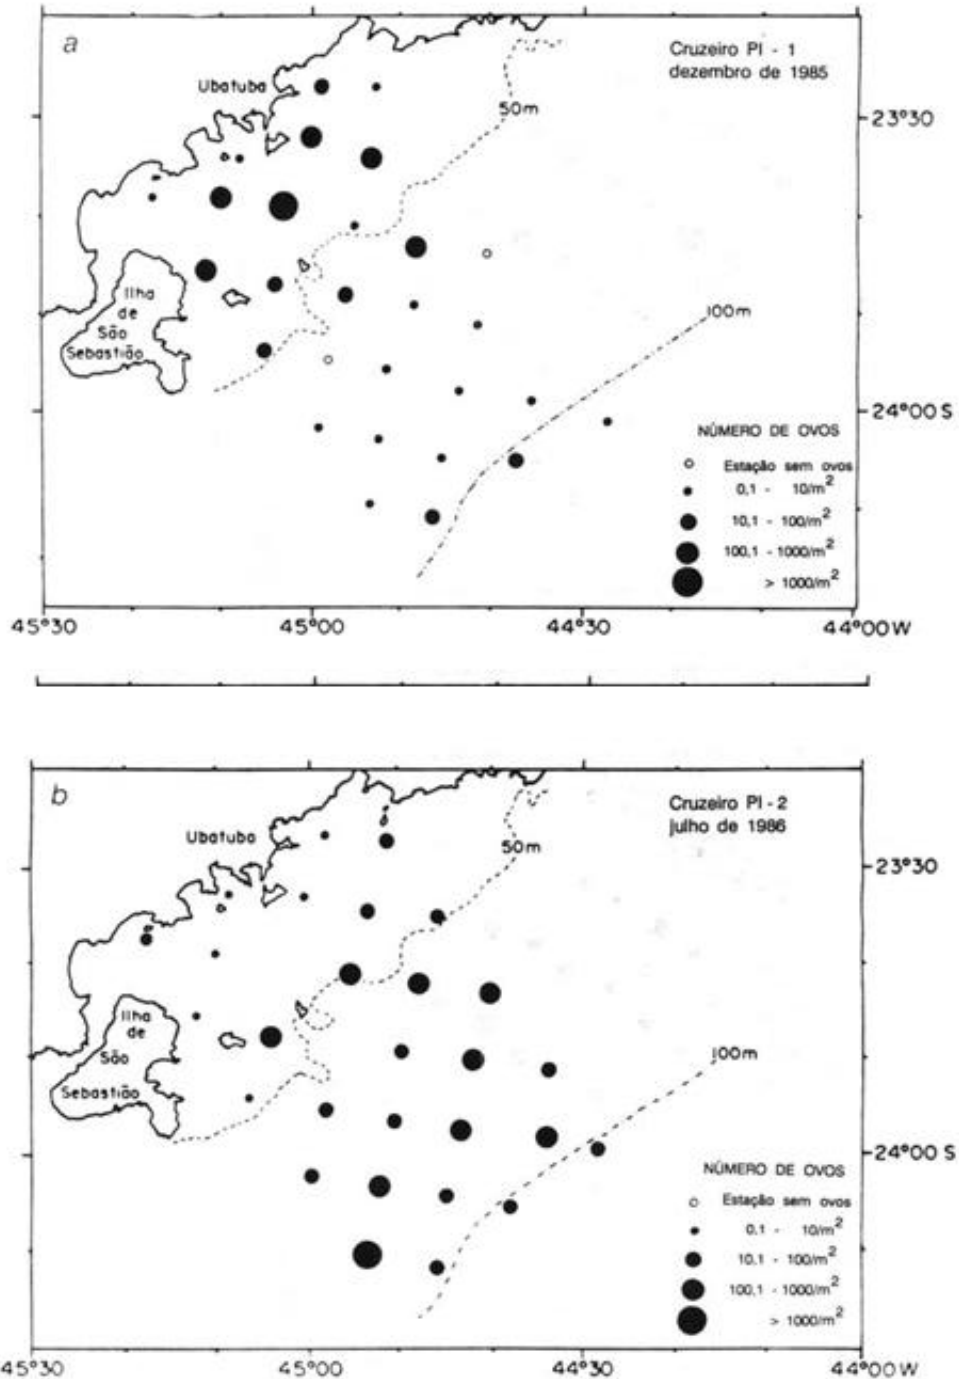 a
Cruzeiro PI - 1
dezembro de 1985
Ubatuba
50m
23°30
Ilha
de
São
Sebastião
100m
24°00 S
NÚMERO DE OVOS
Estação sem ovos
0,1 - 10/m²
10,1 - 100/m²
100,1 - 1000/m²
> 1000/m²
45°30
45°00
44°30
44°00W
b
Cruzeiro PI - 2
julho de 1986
Ubatuba
50m
23°30
Ilha
de
São
Sebastião
100m
24°00 S
NÚMERO DE OVOS
Estação sem ovos
0,1 - 10/m²
10,1 - 100/m²
100,1 - 1000/m²
> 1000/m²
45°30
45°00
44°30
44°00W